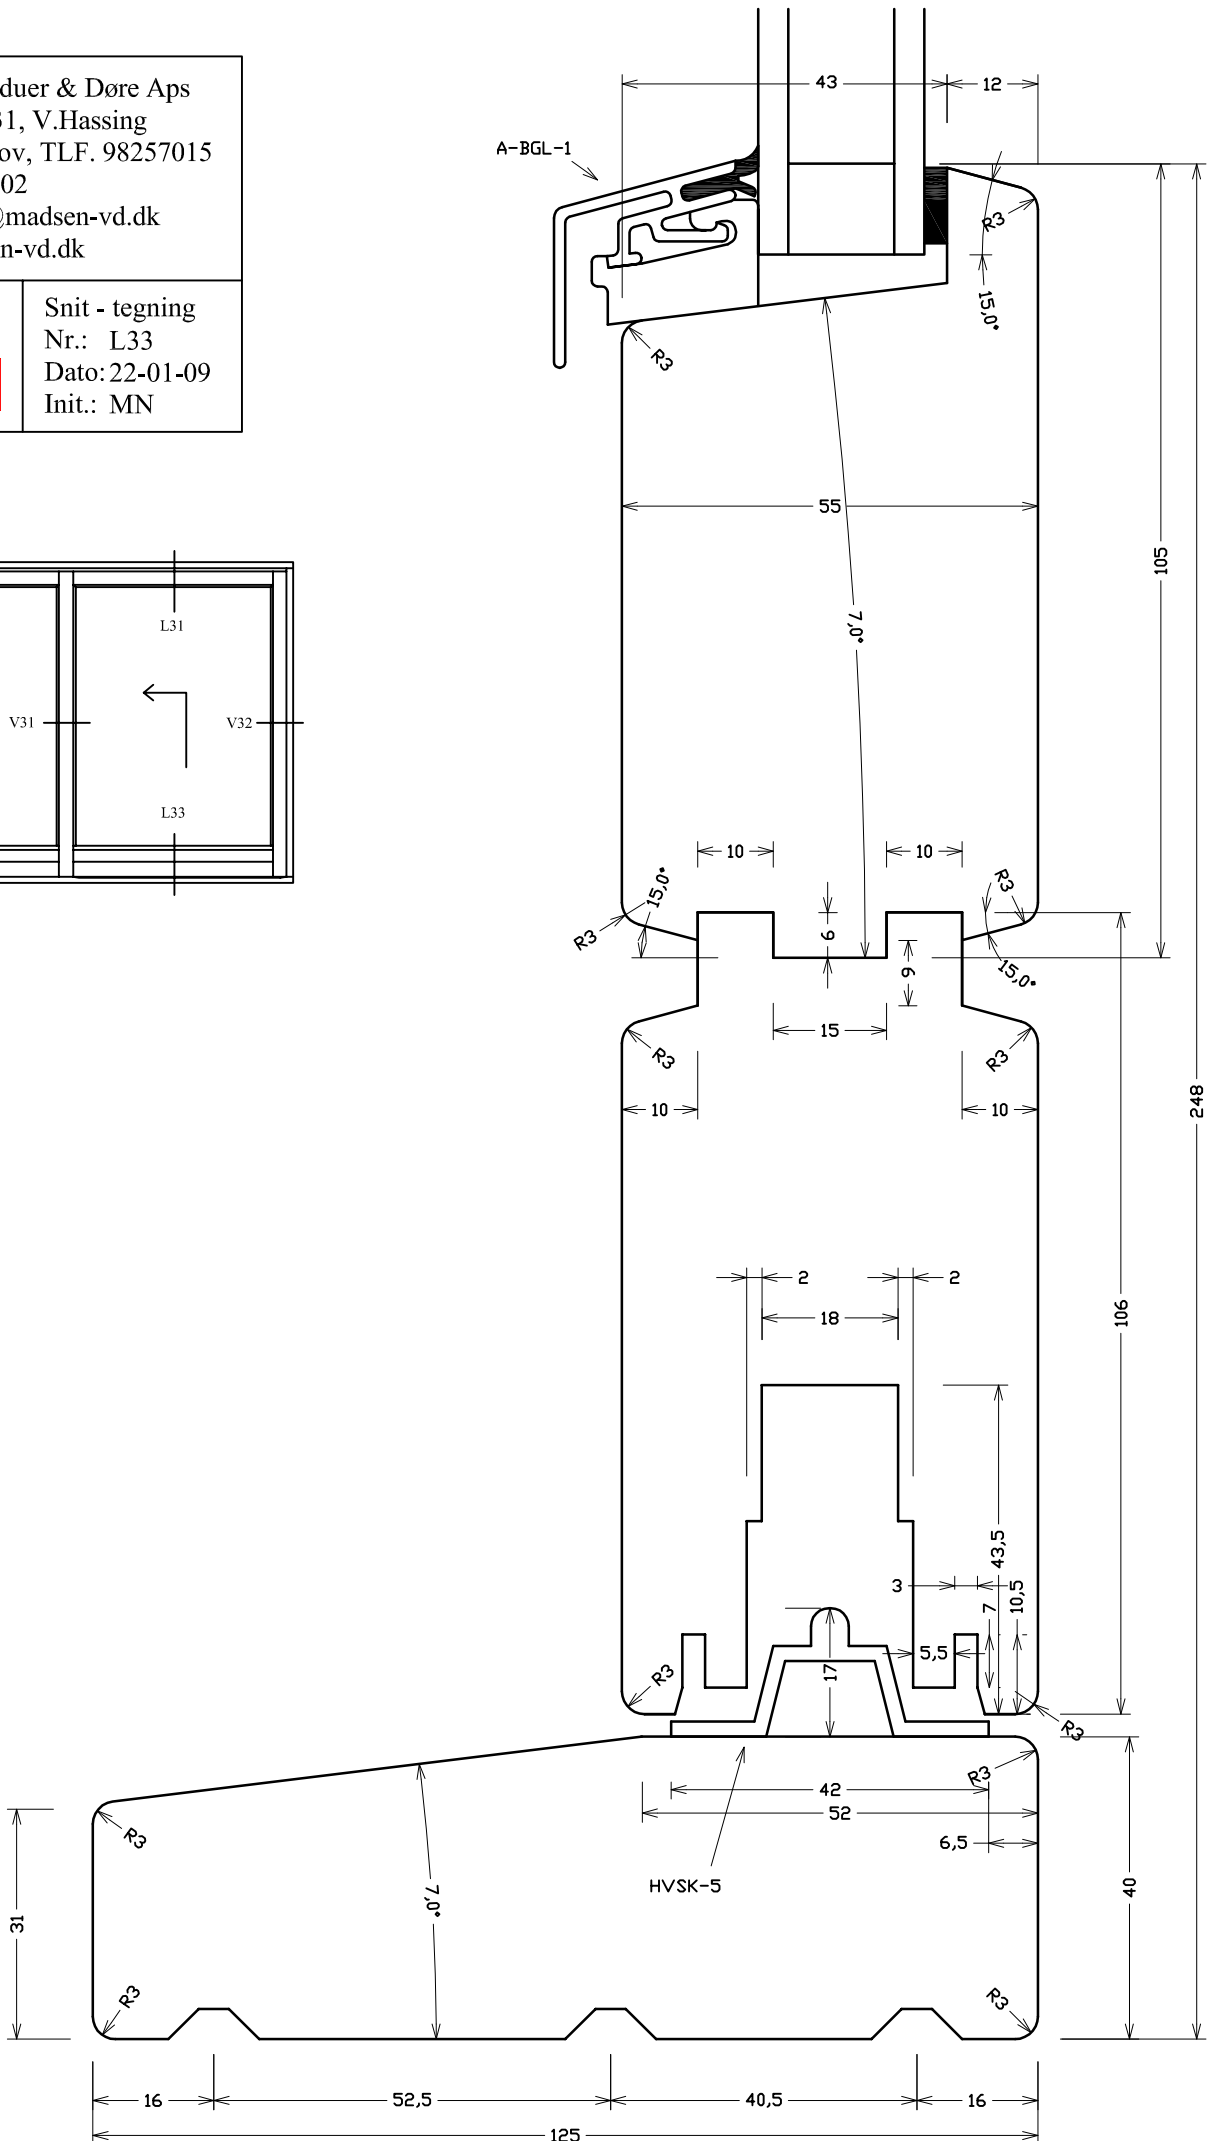 duer & Døre Aps
31, V.Hassing
ov, TLF. 98257015
02
@madsen-vd.dk
n-vd.dk
Snit - tegning
Nr.: L33
Dato: 22-01-09
Init.: MN
L31
V31
V32
L33
43
12
A-BGL-1
R3
15,0°
R3
55
105
7,0°
10
10
15,0°
R3
R3
6
9
15,0°
15
R3
R3
10
10
248
106
2
2
18
43,5
3
7
10,5
5,5
17
R3
R3
R3
42
52
6,5
HVSK-5
R3
7,0°
31
40
R3
R3
16
52,5
40,5
16
125